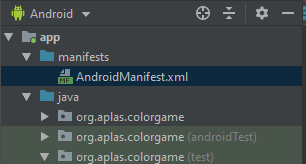 Android
app
manifests
AndroidManifest.xml
java
org.aplas.colorgame
org.aplas.colorgame (androidTest)
org.aplas.colorgame (test)